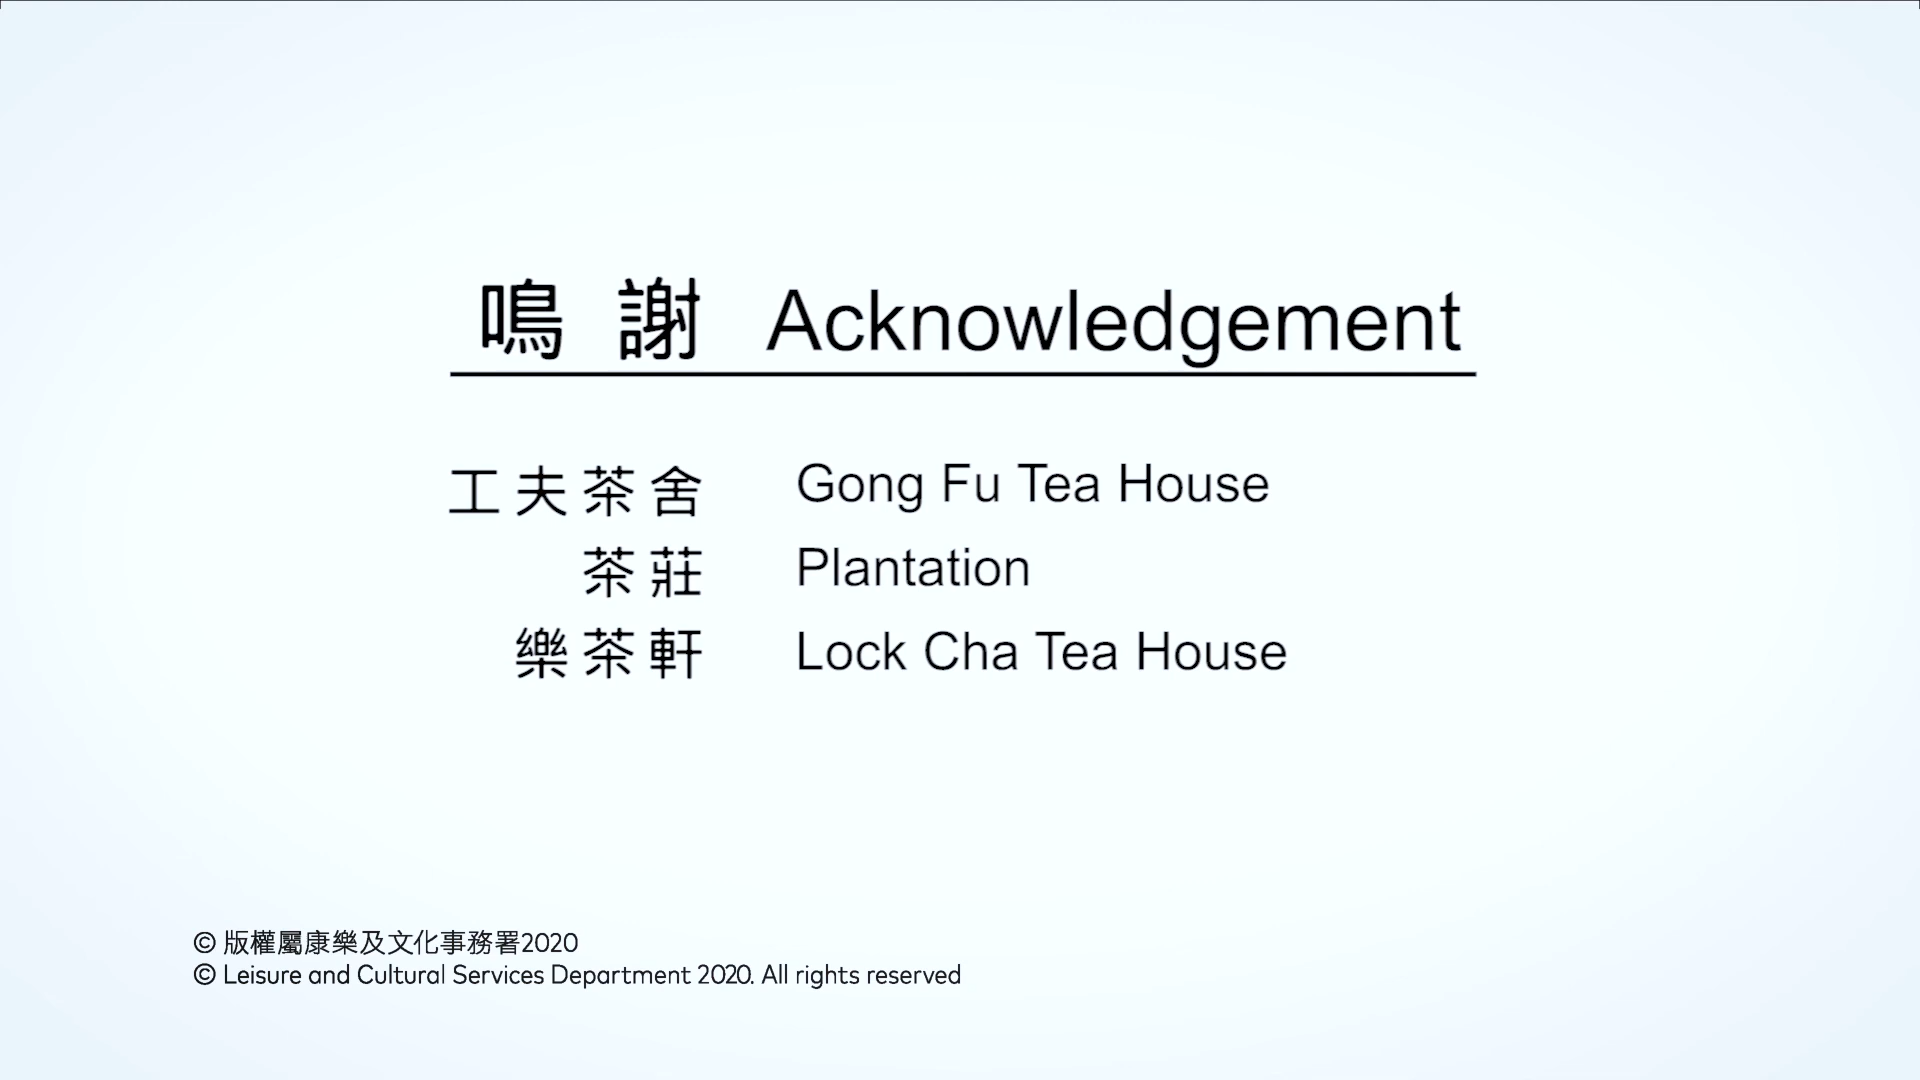 鳴謝 Acknowledgement
工夫茶舍 Gong Fu Tea House
茶莊 Plantation
樂茶軒 Lock Cha Tea House
© 版權屬康樂及文化事務署2020
© Leisure and Cultural Services Department 2020. All rights reserved